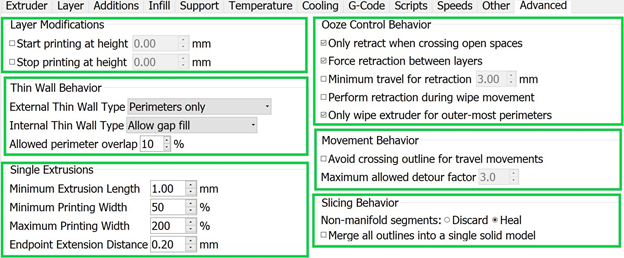 Extruder Layer Additions Infill Support Temperature Cooling G-Code Scripts Speeds Other Advanced
Layer Modifications
Start printing at height 0.00 mm
Stop printing at height 0.00 mm
Thin Wall Behavior
External Thin Wall Type Perimeters only
Internal Thin Wall Type Allow gap fill
Allowed perimeter overlap 10 %
Single Extrusions
Minimum Extrusion Length 1.00 mm
Minimum Printing Width 50 %
Maximum Printing Width 200 %
Endpoint Extension Distance 0.20 mm
Ooze Control Behavior
Only retract when crossing open spaces
Force retraction between layers
Minimum travel for retraction 3.00 mm
Perform retraction during wipe movement
Only wipe extruder for outer-most perimeters
Movement Behavior
Avoid crossing outline for travel movements
Maximum allowed detour factor 3.0
Slicing Behavior
Non-manifold segments: Discard Heal
Merge all outlines into a single solid model